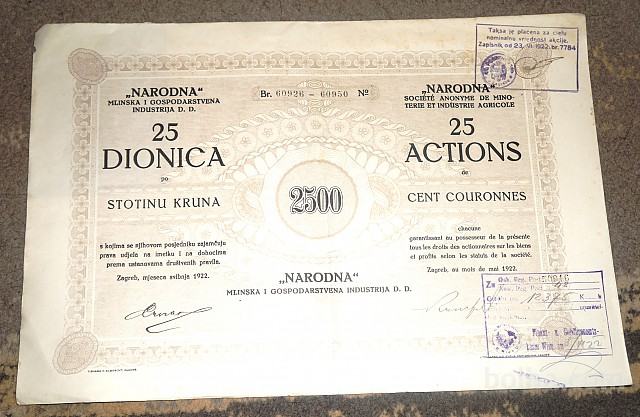 Taksa je plaćena za cielu
nominalnu vriednost akcije.
Zapisnik od 23. VI. 1922. br. 7784
„NARODNA“
MLINSKA I GOSPODARSTVENA
INDUSTRIJA D. D.
Br. 60926 – 60950 No
„NARODNA“
SOCIÉTÉ ANONYME DE MINO-
TERIE ET INDUSTRIE AGRICOLE
25
DIONICA
po
STOTINU KRUNA
2500
25
ACTIONS
de
CENT COURONNES
s kojima se njihovom posjedniku zajamčuju
prava udjela na imetku i na dobicima
prema ustanovama društvenih pravila.
Zagreb, mjeseca svibnja 1922.
chacune
garantissant au possesseur de la présente
tous les droits des actionnaires sur les biens
et profits selon les statuts de la société.
Zagreb, au mois de mai 1922.
„NARODNA“
MLINSKA I GOSPODARSTVENA INDUSTRIJA D. D.